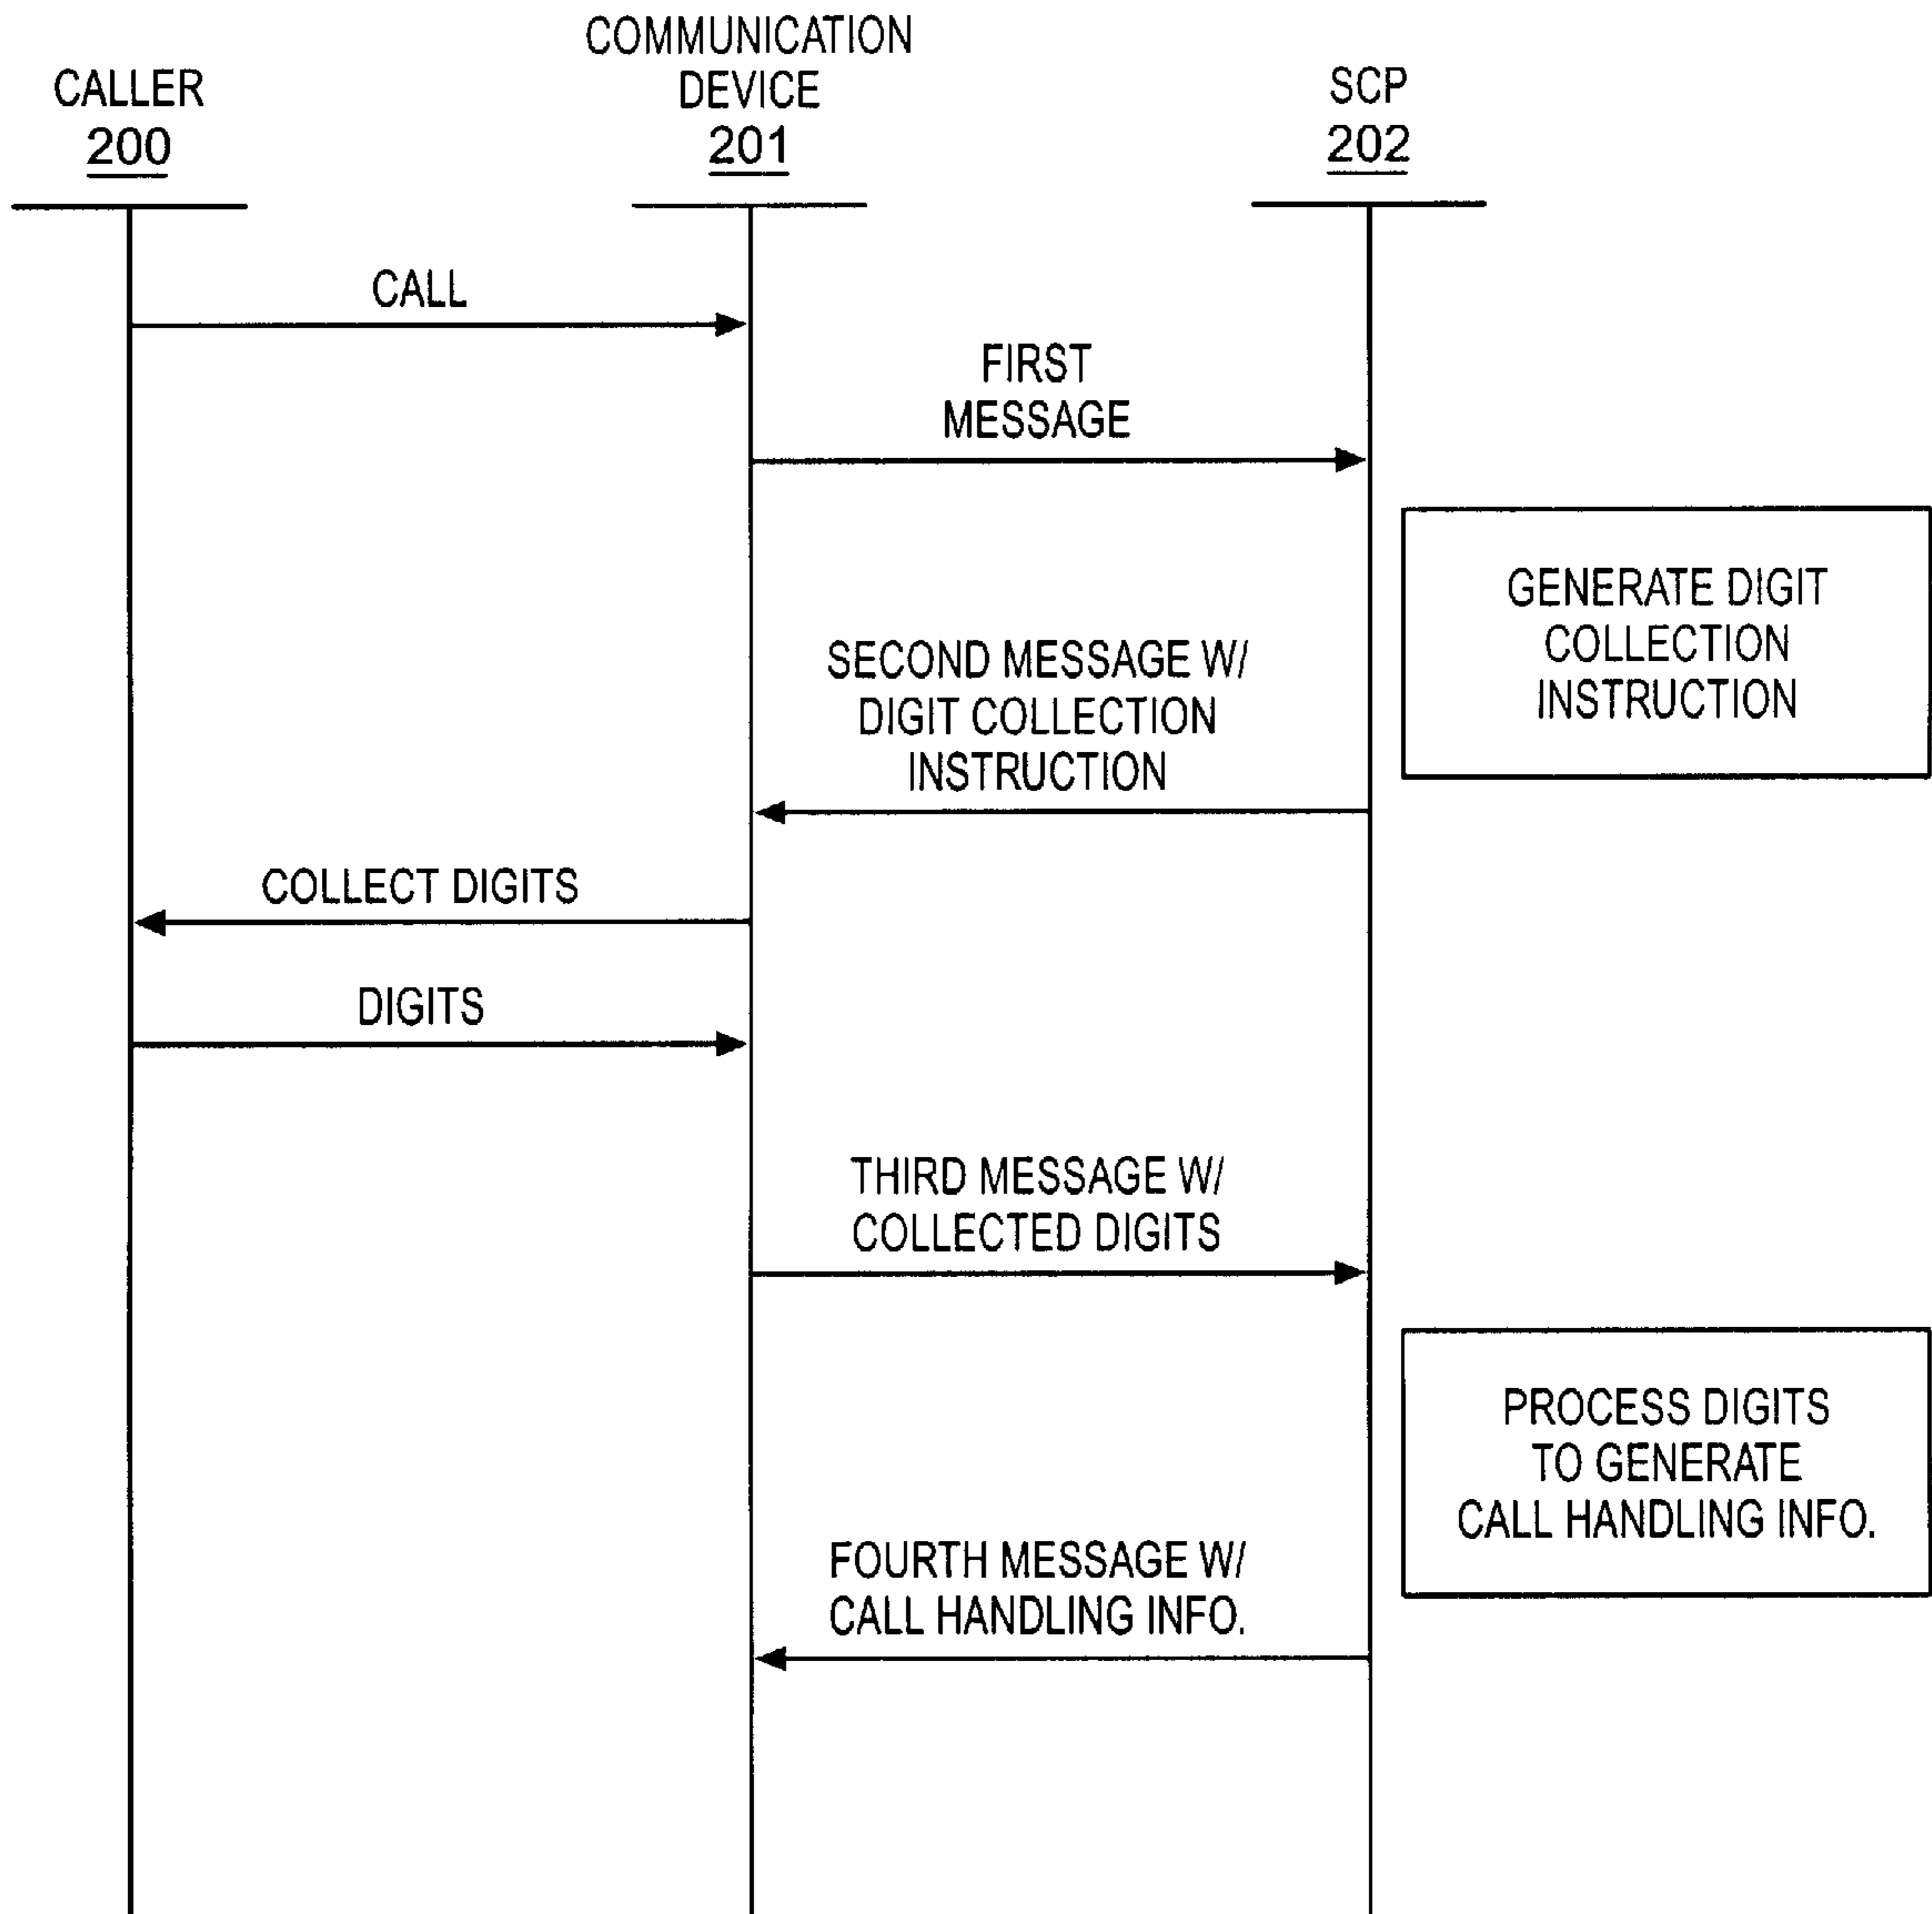 CALLER
200
COMMUNICATION
DEVICE
201
SCP
202
CALL
FIRST
MESSAGE
GENERATE DIGIT
COLLECTION
INSTRUCTION
SECOND MESSAGE W/
DIGIT COLLECTION
INSTRUCTION
COLLECT DIGITS
DIGITS
THIRD MESSAGE W/
COLLECTED DIGITS
PROCESS DIGITS
TO GENERATE
CALL HANDLING INFO.
FOURTH MESSAGE W/
CALL HANDLING INFO.